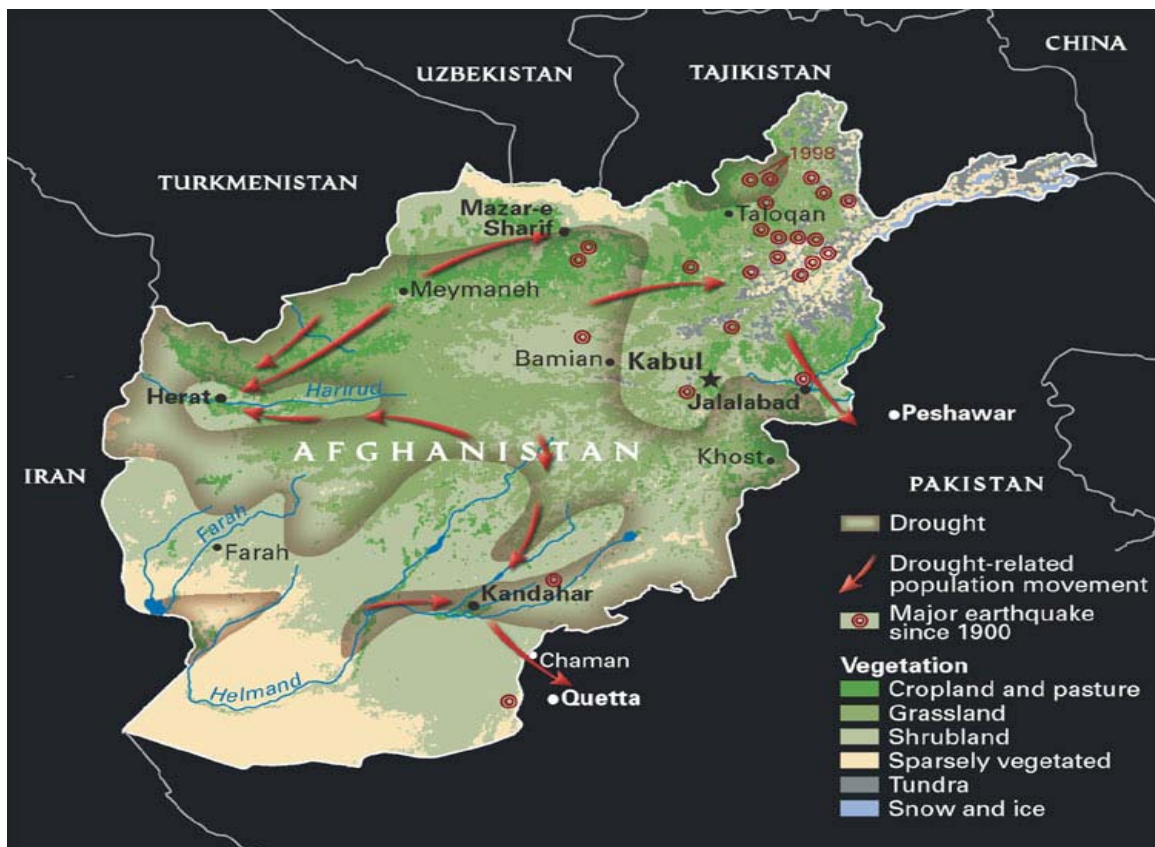 CHINA
UZBEKISTAN
TAJIKISTAN
TURKMENISTAN
1998
Mazar-e
Sharif
Taloqan
Meymaneh
Bamian
Kabul
Herat
Harirud
Jalalabad
Peshawar
AFGHANISTAN
Khost
IRAN
PAKISTAN
Farah
Farah
Kandahar
Chaman
Helmand
Quetta
Drought
Drought-related
population movement
Major earthquake
since 1900
Vegetation
Cropland and pasture
Grassland
Shrubland
Sparsely vegetated
Tundra
Snow and ice